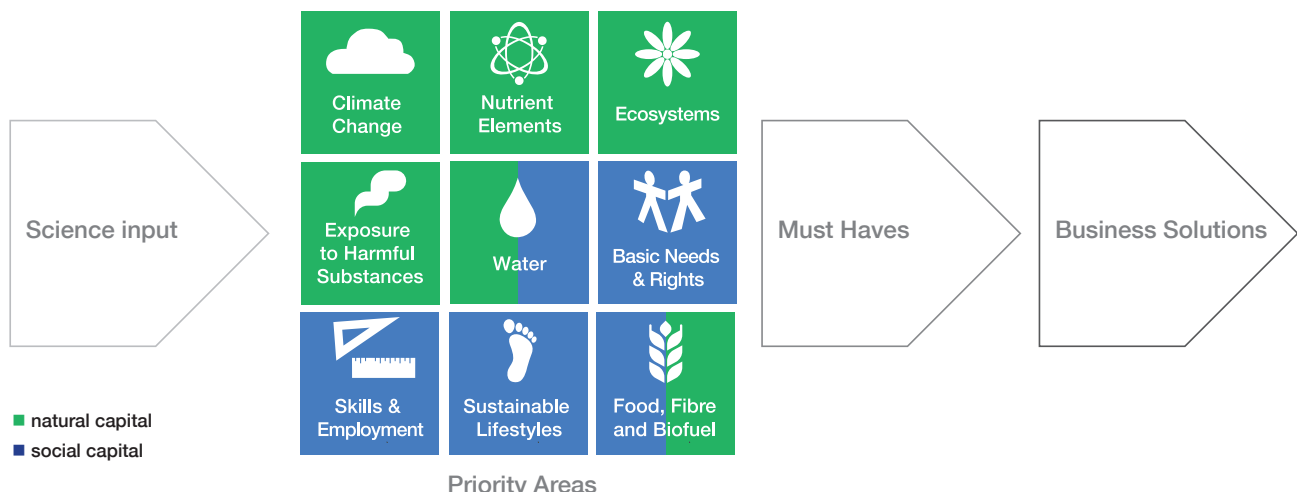 Science input
Climate
Change
Nutrient
Elements
Ecosystems
Exposure
to Harmful
Substances
Water
Basic Needs
& Rights
Skills &
Employment
Sustainable
Lifestyles
Food, Fibre
and Biofuel
Priority Areas
Must Haves
Business Solutions
natural capital
social capital